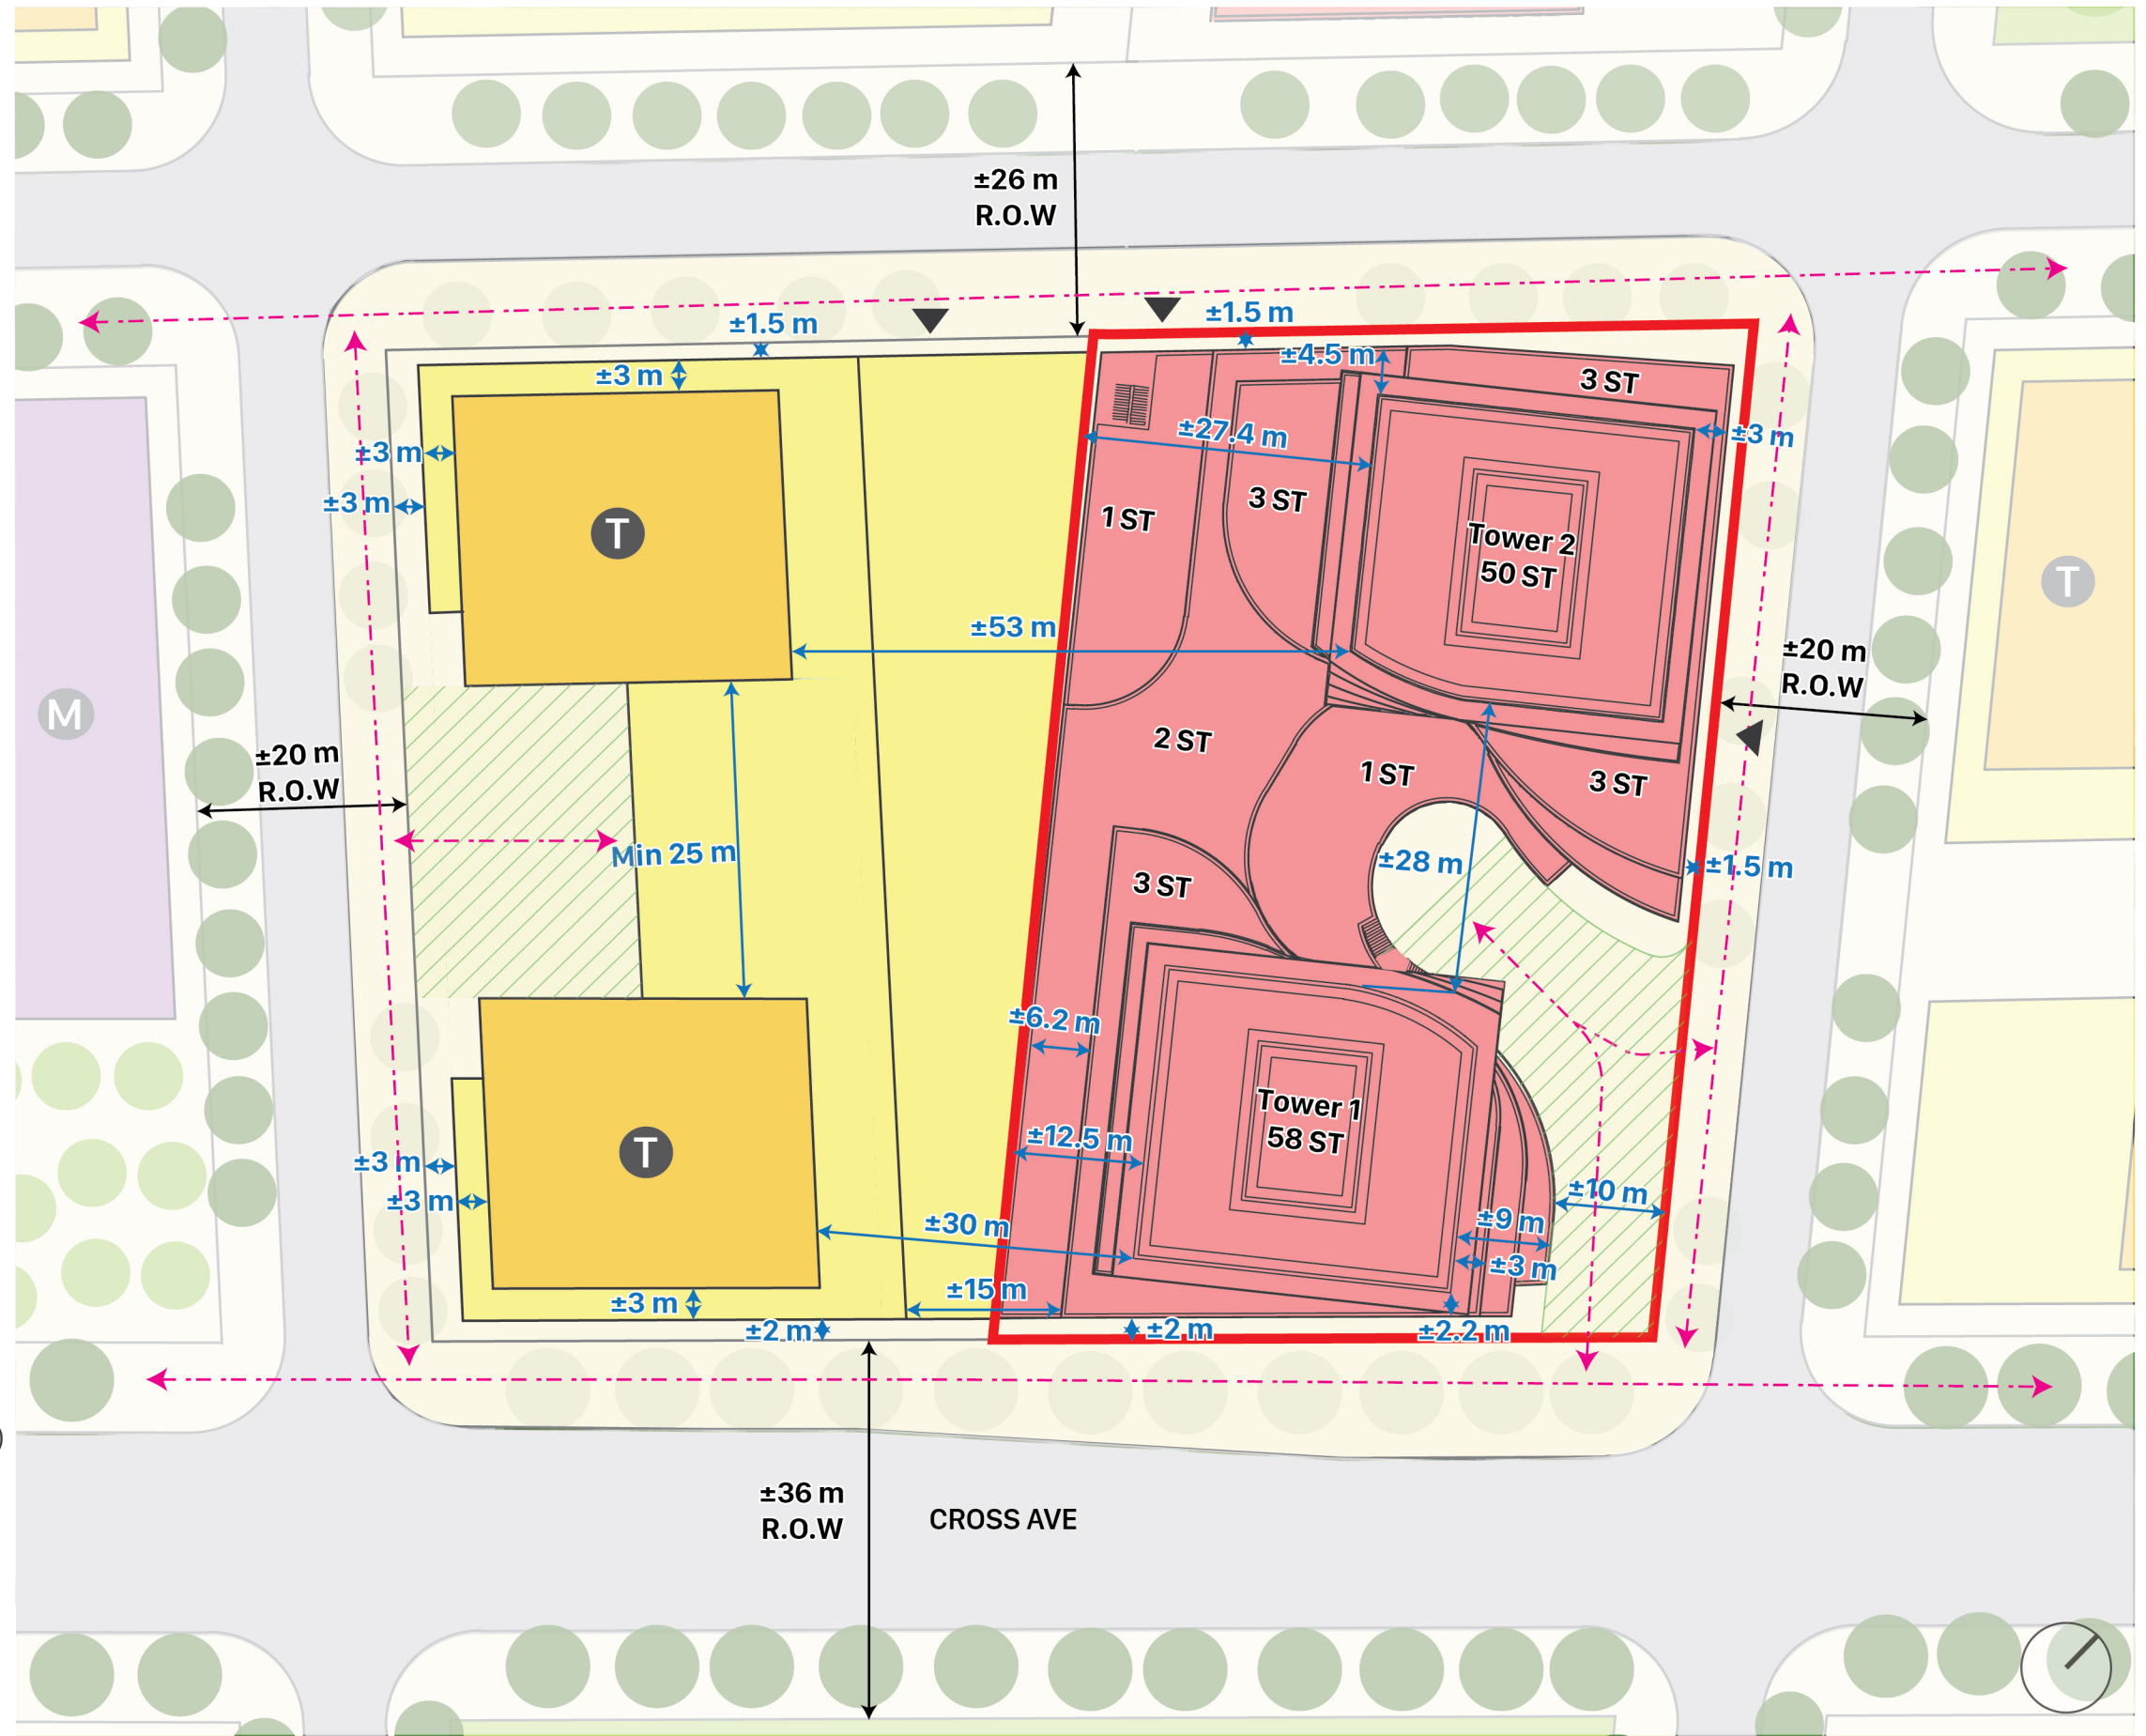 ±26 m
R.O.W
±1.5 m
±1.5 m
±4.5 m
±3 m
3 ST
±3 m
±27.4 m
±3 m
±3 m
3 ST
1 ST
T
Tower 2
50 ST
T
±53 m
±20 m
R.O.W
M
2 ST
±20 m
R.O.W
1 ST
3 ST
Min 25 m
±28 m
±1.5 m
3 ST
±6.2 m
Tower 1
58 ST
±12.5 m
T
±3 m
±3 m
±10 m
±30 m
±9 m
±3 m
±15 m
±3 m
±2 m
±2 m
±2.2 m
±36 m
R.O.W
CROSS AVE